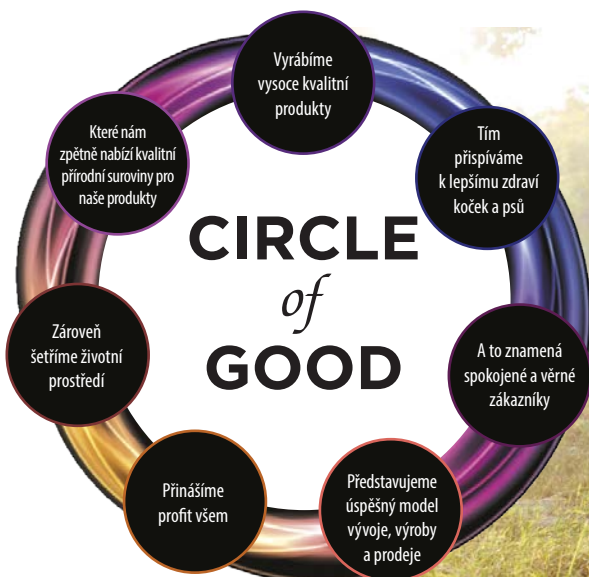 Vyrábíme
vysoce kvalitní
produkty
Tím
přispíváme
k lepšímu zdraví
koček a psů
A to znamená
spokojené a věrné
zákazníky
Představujeme
úspěšný model
vývoje, výroby
a prodeje
Přinášíme
profit všem
Zároveň
šetříme životní
prostředí
Které nám
zpětně nabízí kvalitní
přírodní suroviny pro
naše produkty
CIRCLE
of
GOOD